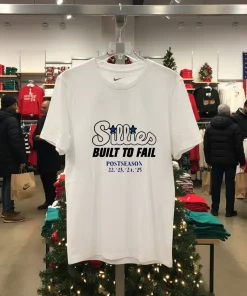 Sillies
BUILT TO FAIL
POSTSEASON
22, '23, '24, '25